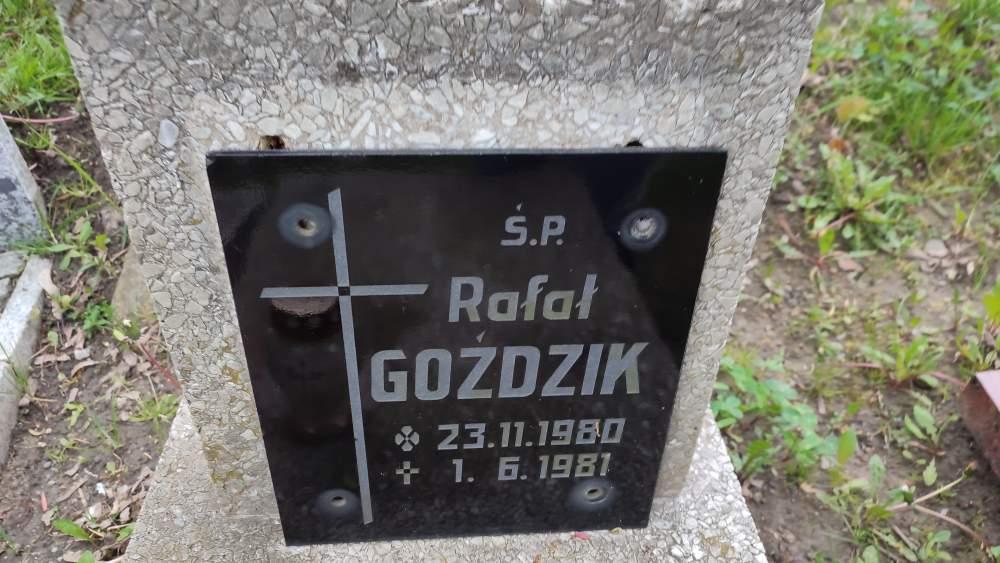 Ś.P.
Rafał
GOŹDZIK
23.11.1980
1. 6. 1981